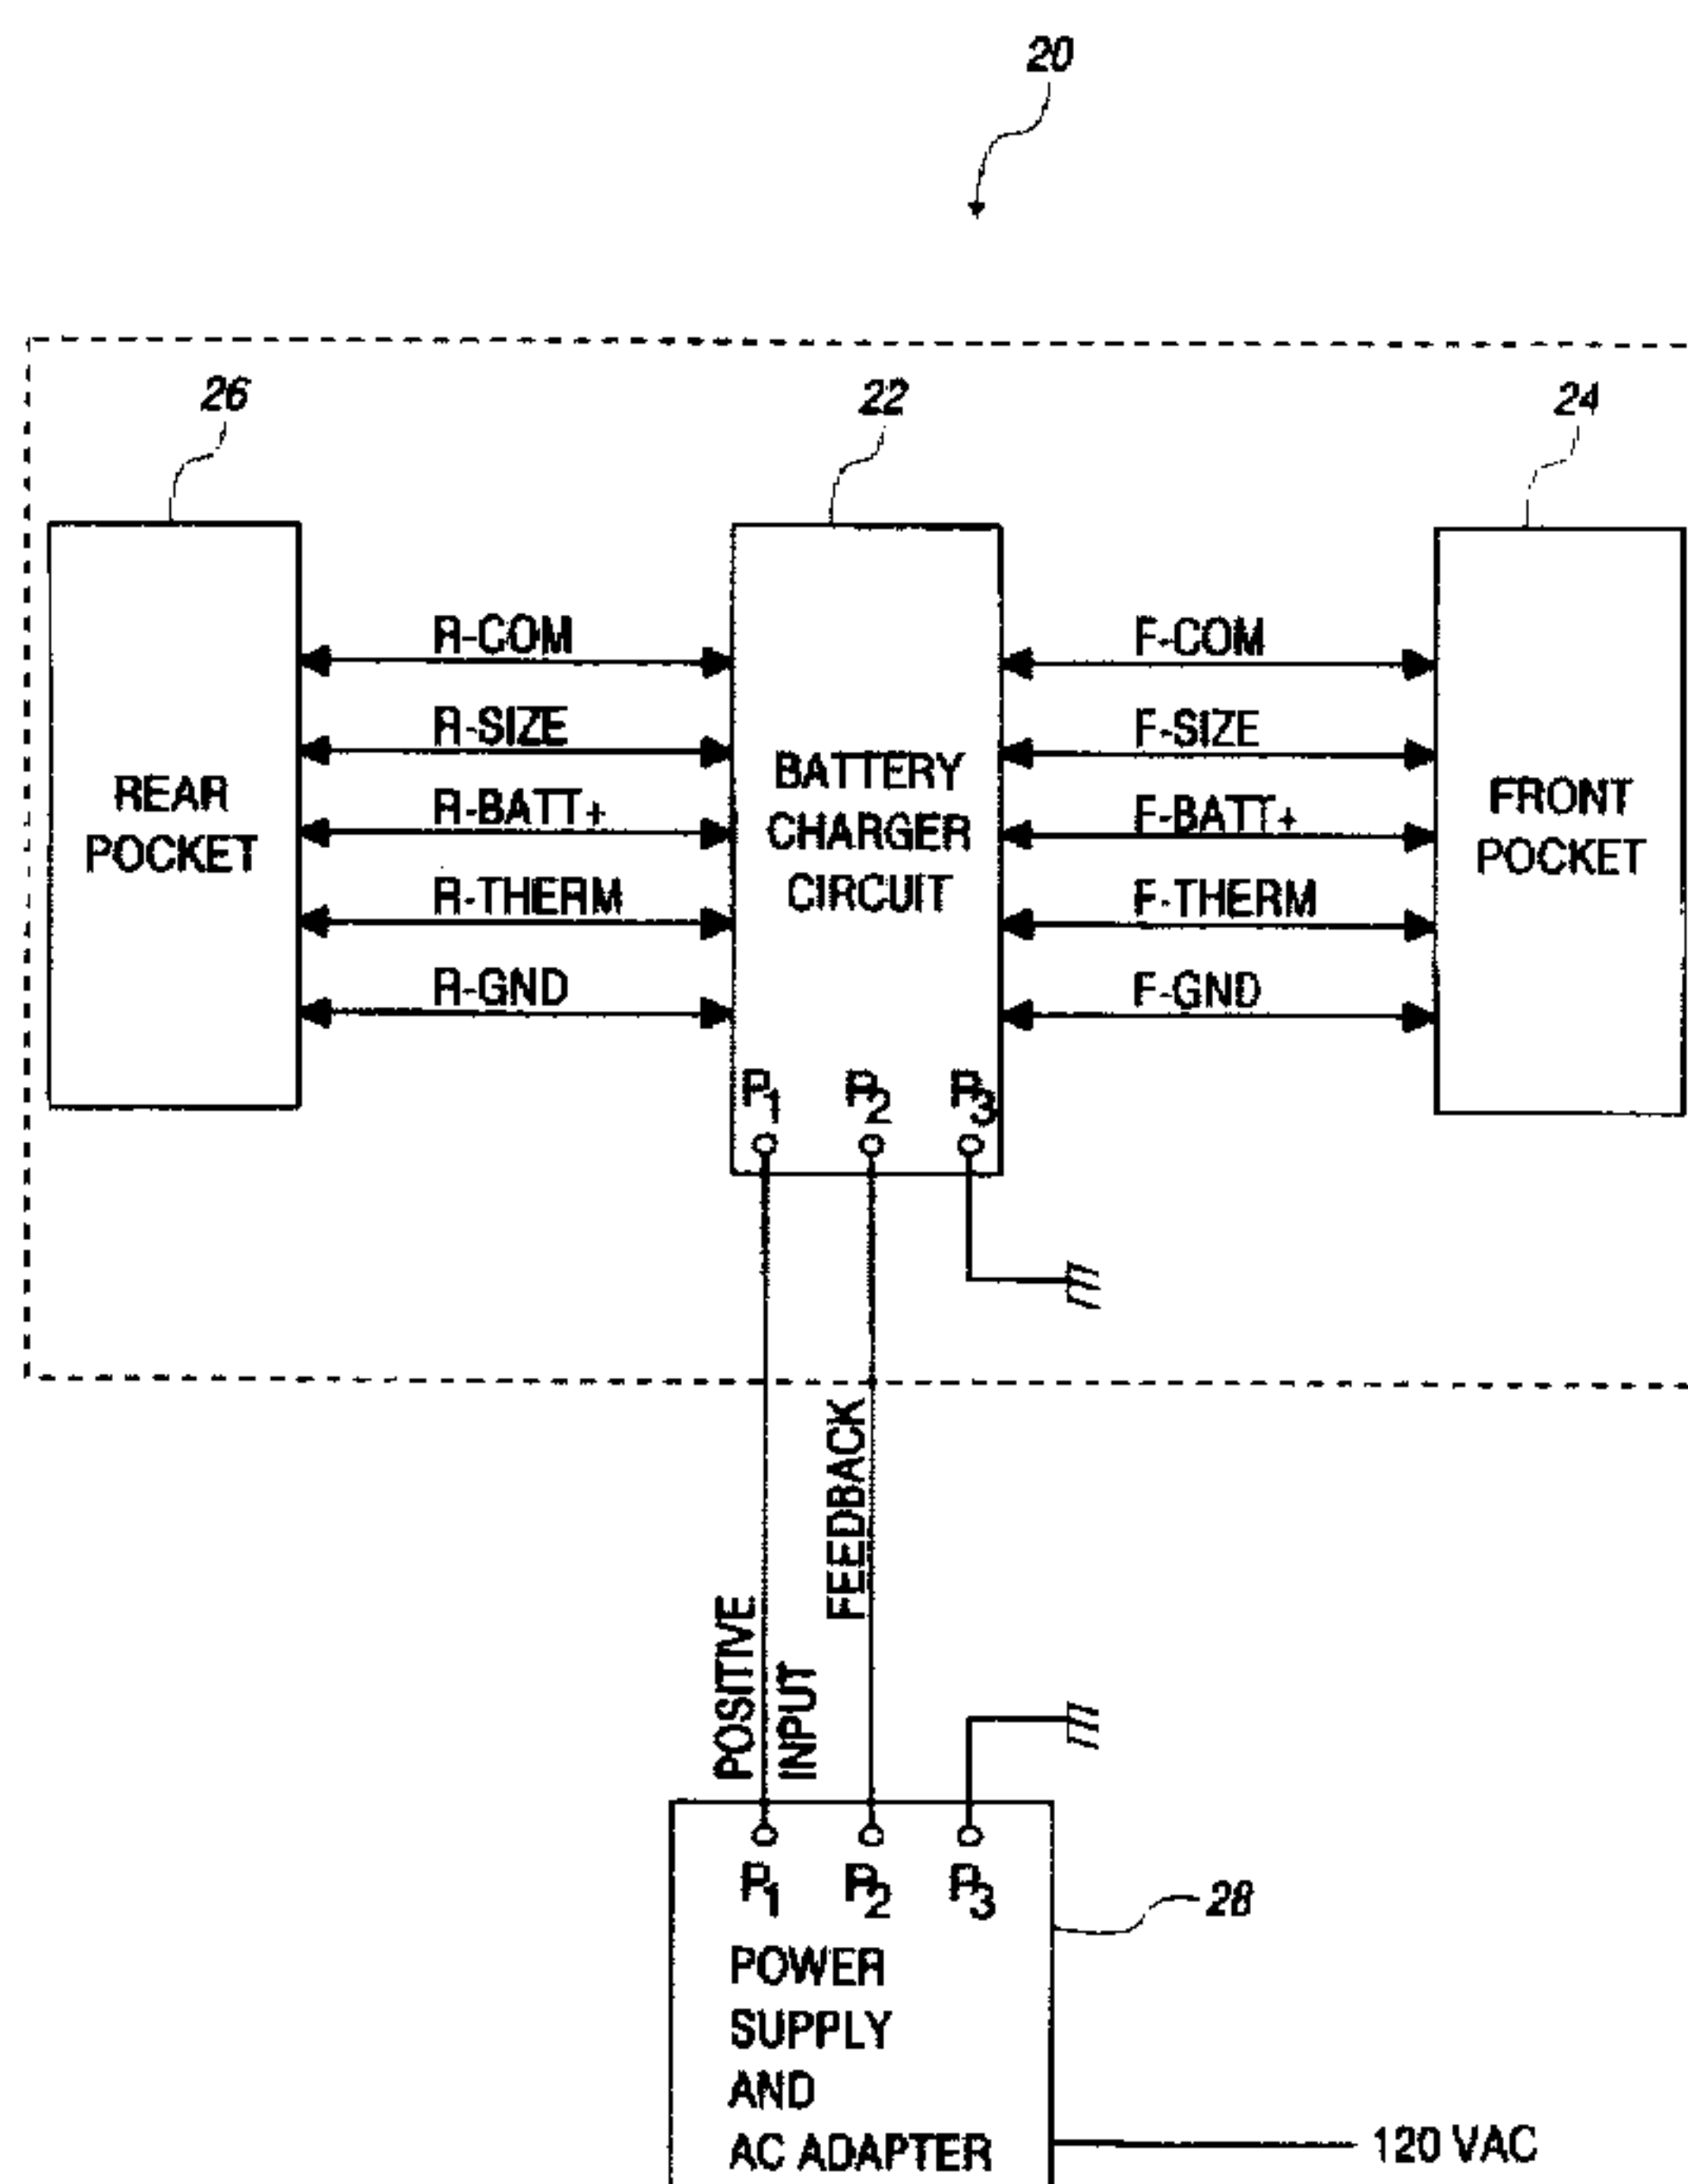 20
26
22
24
R-COM
R-SIZE
R-BATT+
R-THERM
R-GND
REAR
POCKET
BATTERY
CHARGER
CIRCUIT
F-COM
F-SIZE
F-BATT+
F-THERM
F-GND
FRONT
POCKET
P1 P2 P3
FEEDBACK
POSITIVE
INPUT
P1 P2 P3
28
POWER
SUPPLY
AND
AC ADAPTER
120 VAC